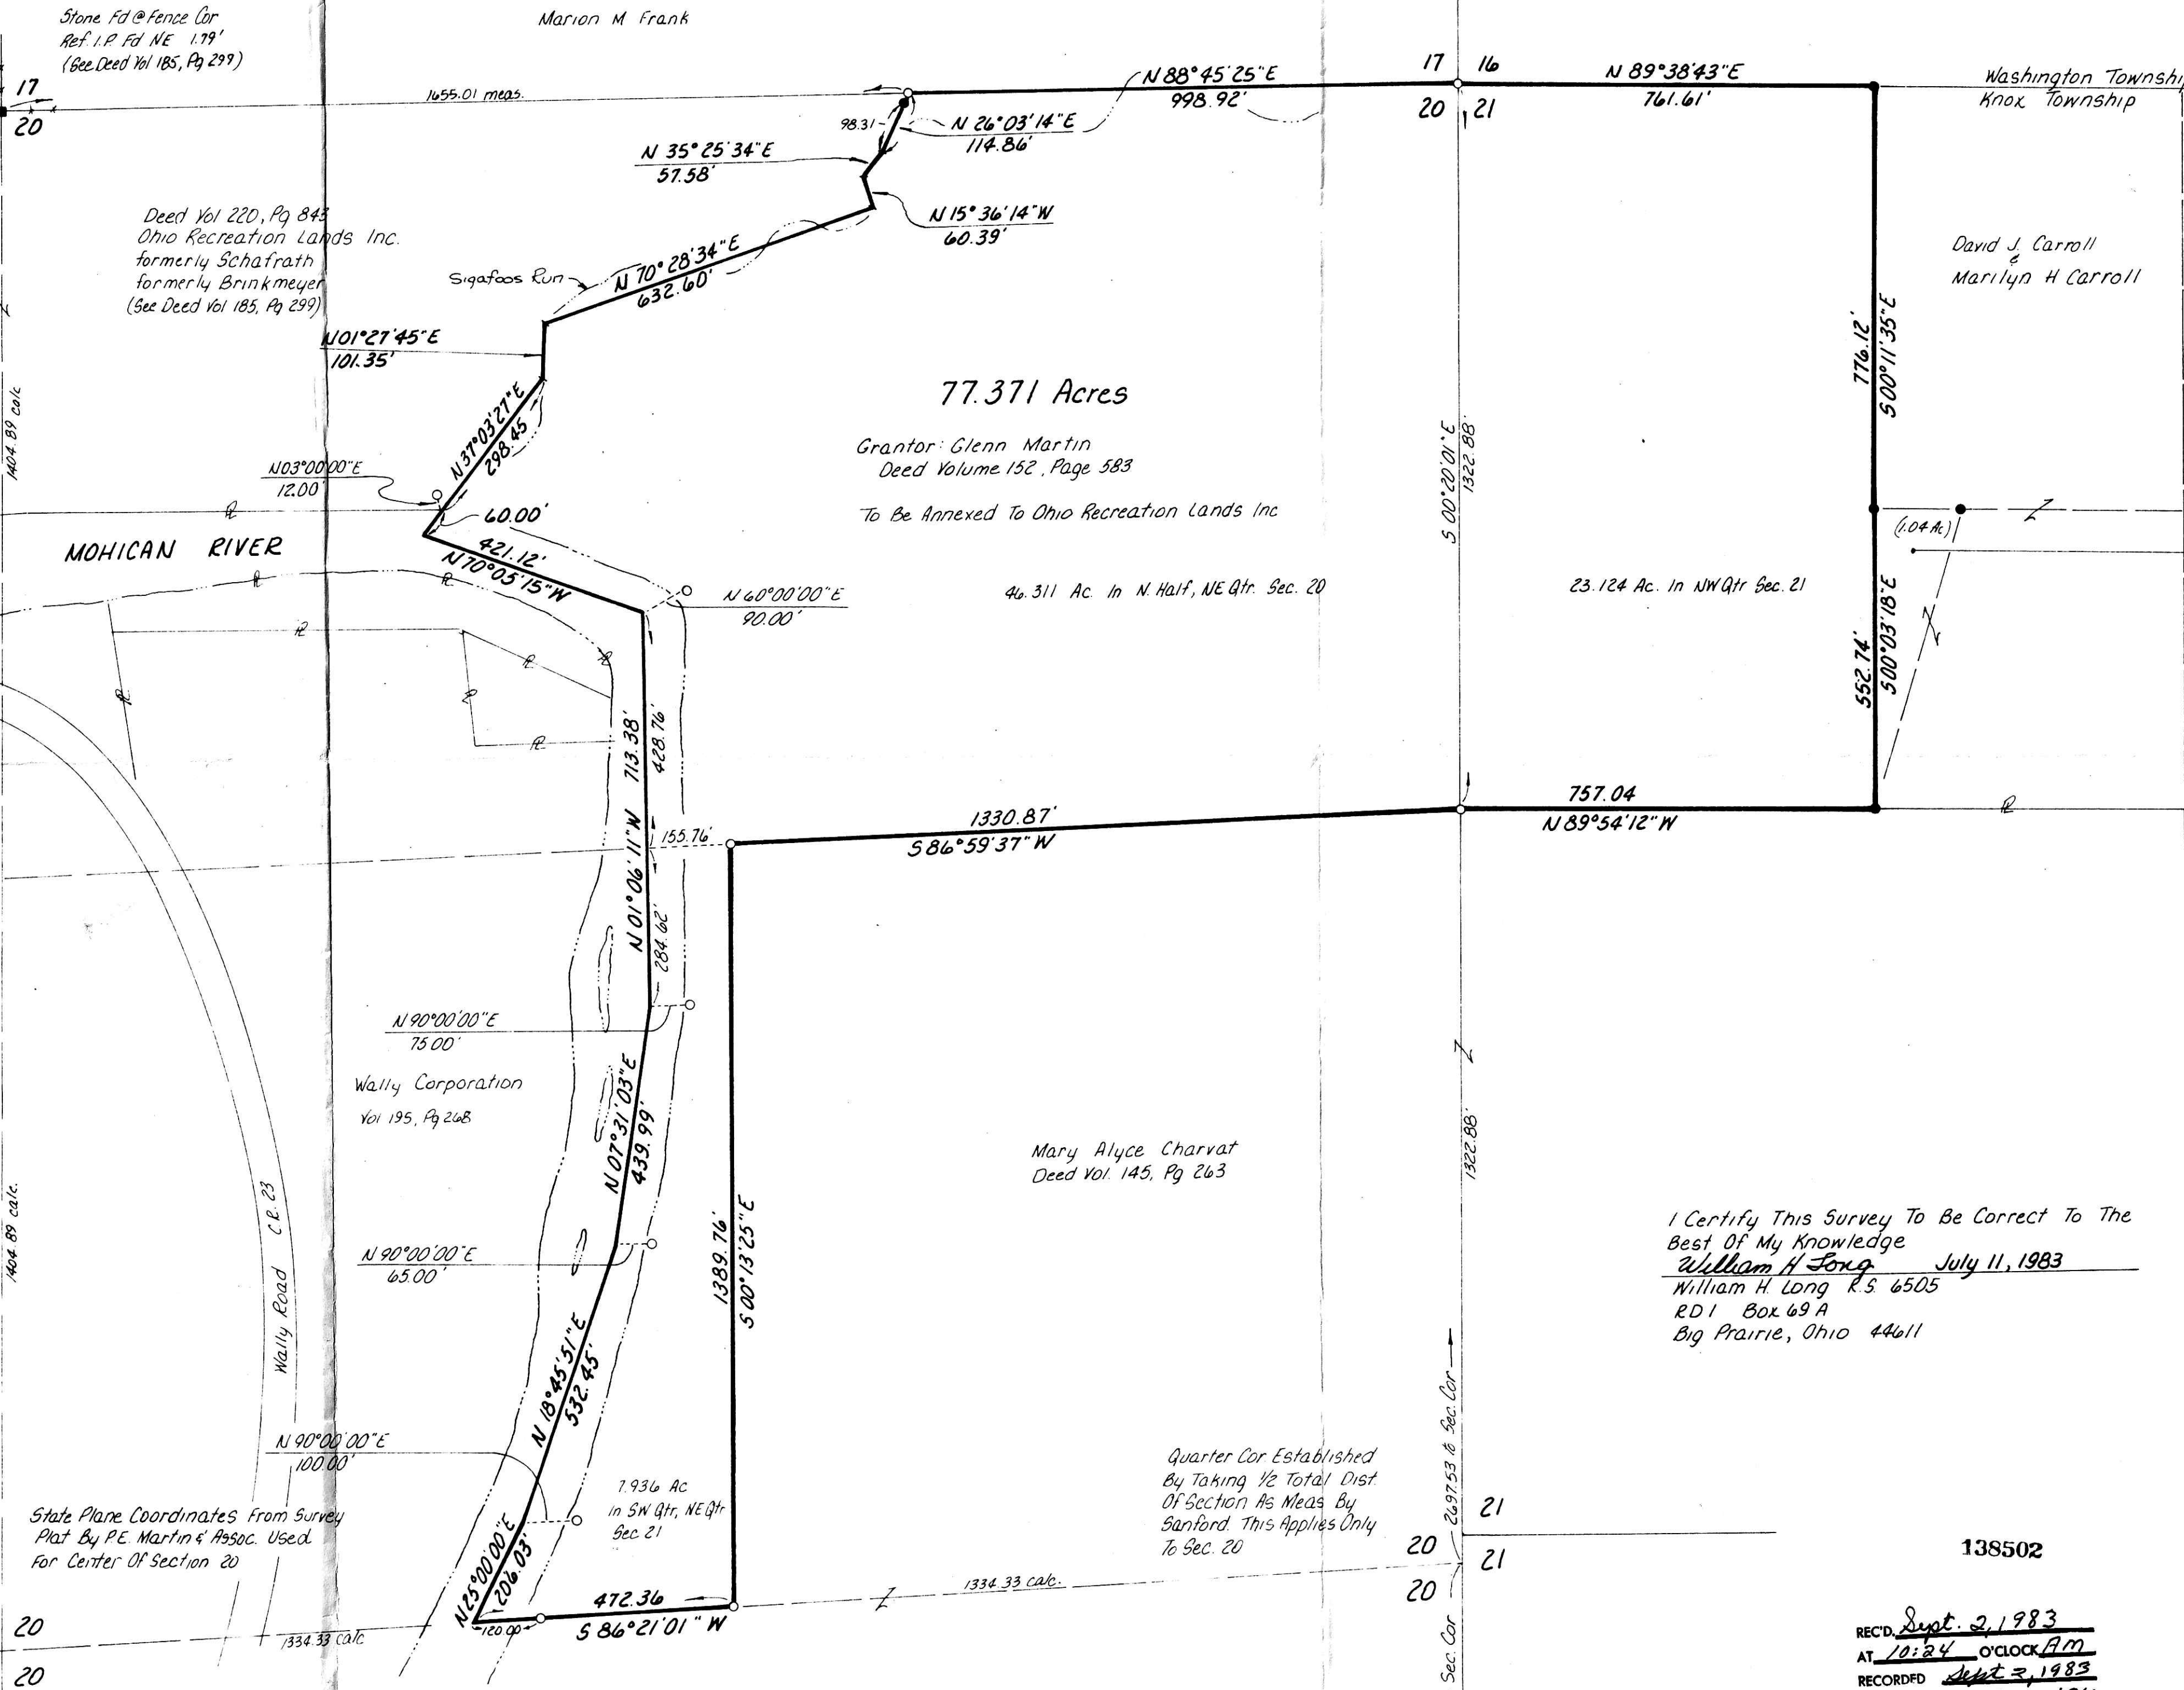 Stone Fd @ Fence Cor
Ref. I.P. Fd NE 1.79'
(See Deed Vol 185, Pg 299)
Marion M Frank
17
20
1655.01 meas.
N 88°45'25"E
998.92'
17 16
20 21
N 89°38'43"E
761.61'
Washington Townshi
Knox Township
98.31
N 26°03'14"E
114.86'
N 35°25'34"E
57.58'
N 15°36'14"W
60.39'
Deed Vol 220, Pg 843
Ohio Recreation Lands Inc.
formerly Schafrath
formerly Brinkmeyer
(See Deed Vol 185, Pg 299)
Sigafoos Run
N 70°28'34"E
632.60'
David J. Carroll
&
Marilyn H Carroll
N01°27'45"E
101.35'
776.12'
S00°11'35"E
77.371 Acres
Grantor: Glenn Martin
Deed Volume 152, Page 583
To Be Annexed To Ohio Recreation Lands Inc
1404.89 calc
N37°03'27"E
298.45
S 00°20'01"E
1322.88'
N03°00'00"E
12.00'
60.00'
MOHICAN RIVER
421.12'
N70°05'15"W
(1.04 Ac)
N 60°00'00"E
90.00'
46.311 Ac. In N. Half, NE Qtr. Sec. 20
23.124 Ac. In NW Qtr Sec. 21
552.74'
S00°03'18"E
N 01°06'11"W 713.38'
428.76'
757.04
N 89°54'12"W
1330.87'
S 86°59'37"W
155.76'
284.62'
N 90°00'00"E
75.00'
Wally Corporation
Vol 195, Pg 268
N 07°31'03"E
439.99'
1322.88'
Mary Alyce Charvat
Deed Vol. 145, Pg 263
1404.89 calc.
Wally Road C.R. 23
N 90°00'00"E
65.00'
1389.76'
S 00°13'25"E
I Certify This Survey To Be Correct To The
Best Of My Knowledge
William H Long July 11, 1983
William H. Long R.S. 6505
RD 1 Box 69 A
Big Prairie, Ohio 44611
N 18°45'51"E
532.45'
N 90°00'00"E
100.00'
7.936 Ac
In SW Qtr, NE Qtr
Sec 21
Quarter Cor. Established
By Taking 1/2 Total Dist.
Of Section As Meas By
Sanford. This Applies Only
To Sec. 20
Sec. Cor 2697.53 to Sec. Cor
State Plane Coordinates From Survey
Plat By P.E. Martin & Assoc. Used
For Center Of Section 20
N25°00'00"E
206.03'
20 21
20 21
138502
1334.33 calc.
472.36
S 86°21'01" W
120.00
1334.33 calc
20
20
REC'D. Sept. 2, 1983
AT 10:24 O'CLOCK AM
RECORDED Sept 2, 1983